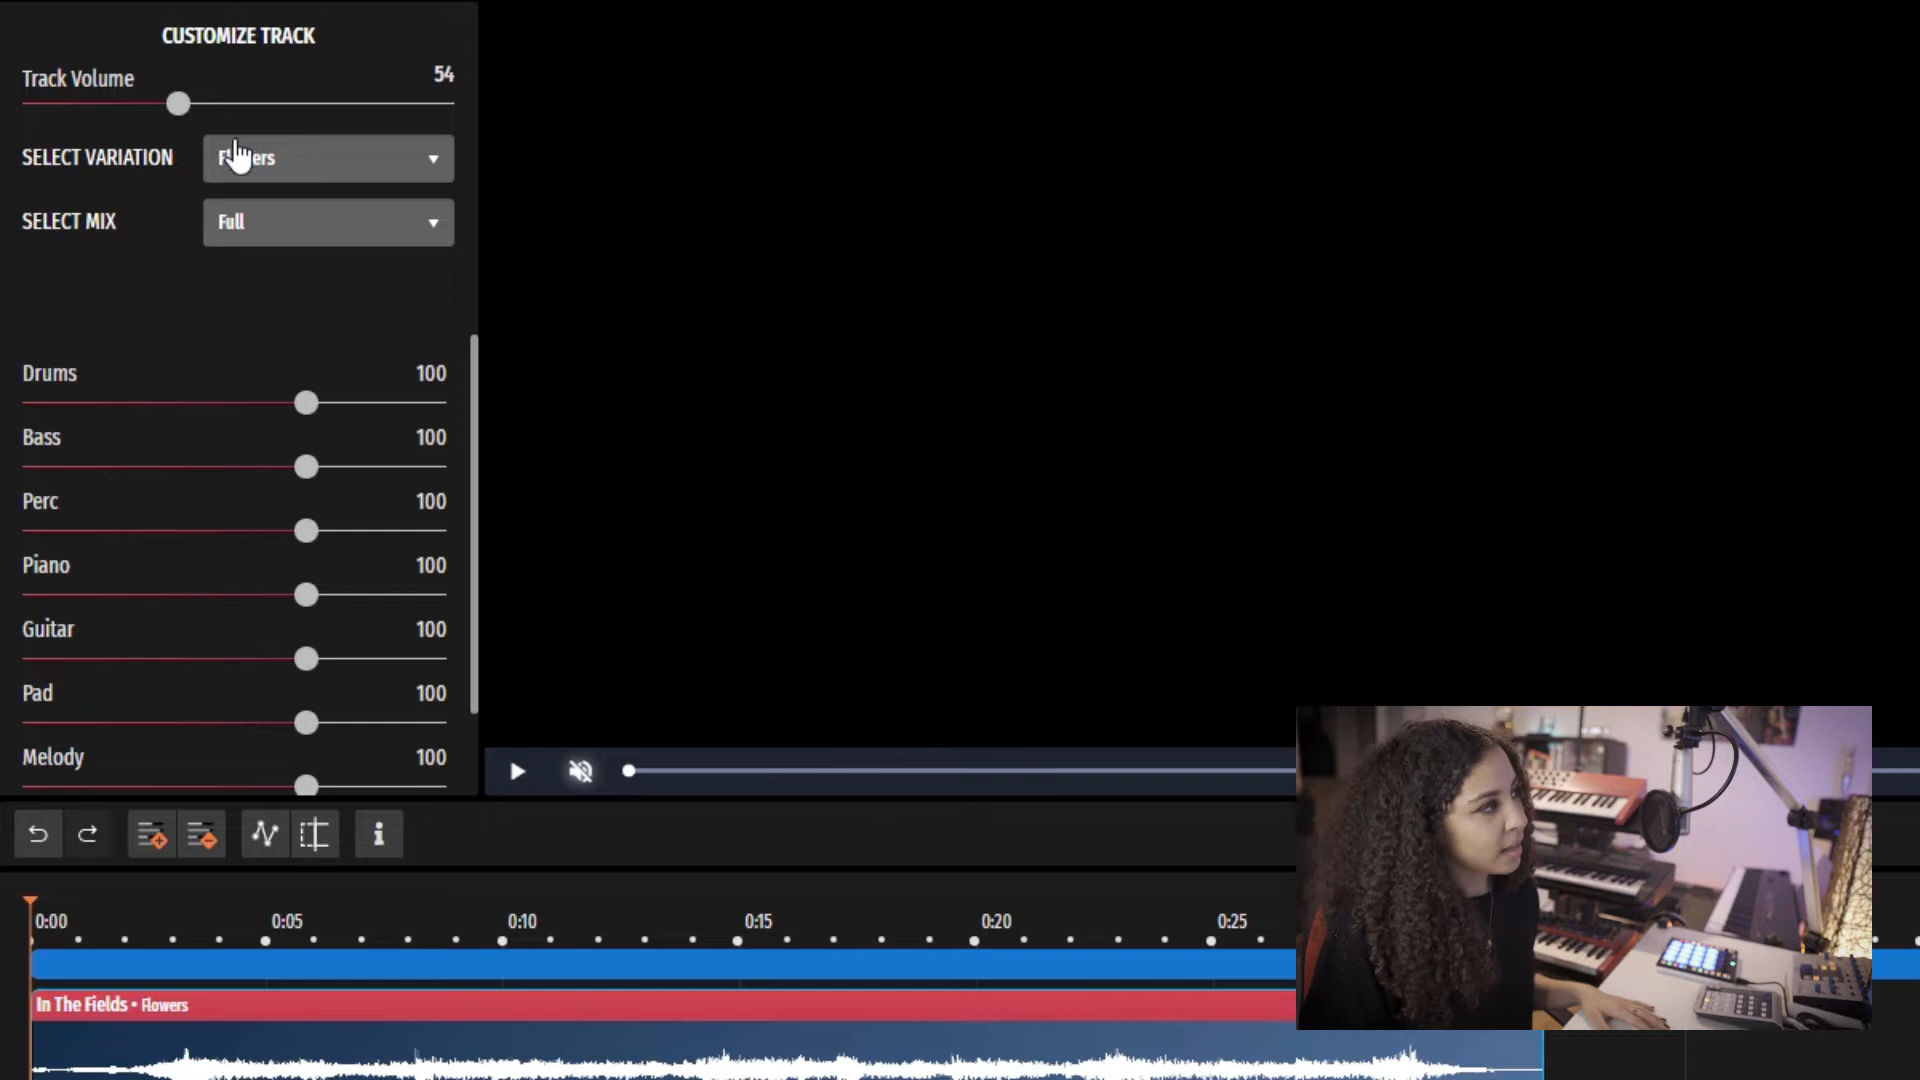 CUSTOMIZE TRACK
Track Volume 54
SELECT VARIATION
SELECT MIX Full
Drums 100
Bass 100
Perc 100
Piano 100
Guitar 100
Pad 100
Melody 100
0:00 0:05 0:10 0:15 0:20 0:25
In The Fields • Flowers